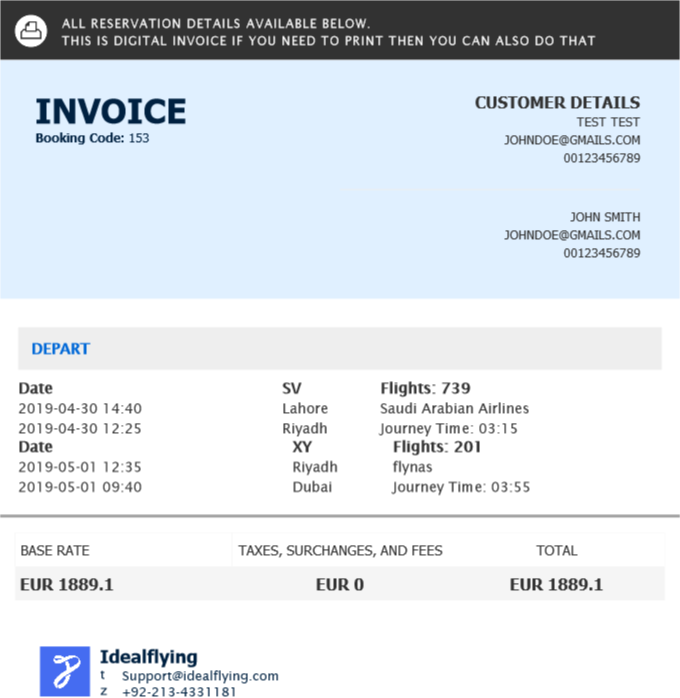 ALL RESERVATION DETAILS AVAILABLE BELOW.
THIS IS DIGITAL INVOICE IF YOU NEED TO PRINT THEN YOU CAN ALSO DO THAT
INVOICE
Booking Code: 153
CUSTOMER DETAILS
TEST TEST
JOHNDOE@GMAILS.COM
00123456789
JOHN SMITH
JOHNDOE@GMAILS.COM
00123456789
DEPART
Date SV Flights: 739
2019-04-30 14:40 Lahore Saudi Arabian Airlines
2019-04-30 12:25 Riyadh Journey Time: 03:15
Date XY Flights: 201
2019-05-01 12:35 Riyadh flynas
2019-05-01 09:40 Dubai Journey Time: 03:55
BASE RATE TAXES, SURCHANGES, AND FEES TOTAL
EUR 1889.1 EUR 0 EUR 1889.1
Idealflying
t Support@idealflying.com
z +92-213-4331181